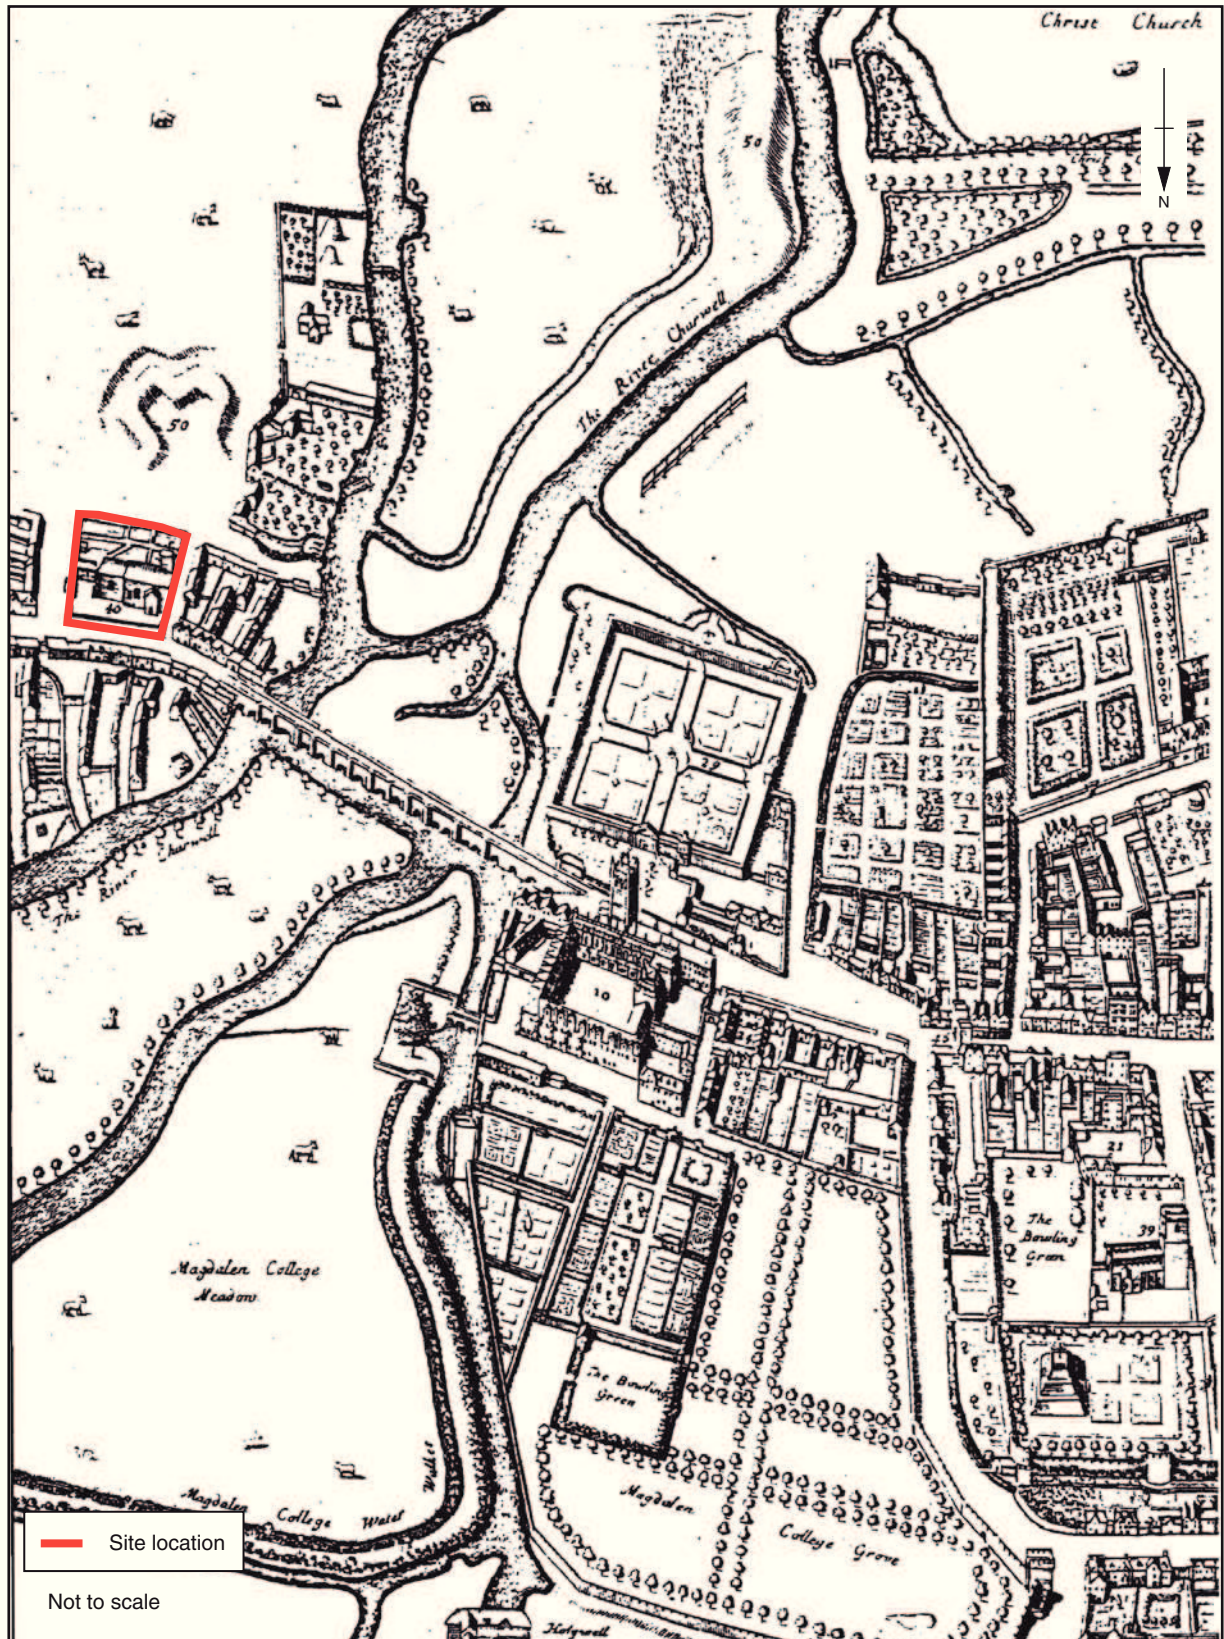 Christ Church
50
Christ
N
The River Charwell
50
40
29
The River Charwell
10
21
The
Bowling
Green
39
Magdalen College
Meadow
The Bowling
Green
Magdalen
College Grove
Magdalen College Water
Walks
Holywell
Site location
Not to scale